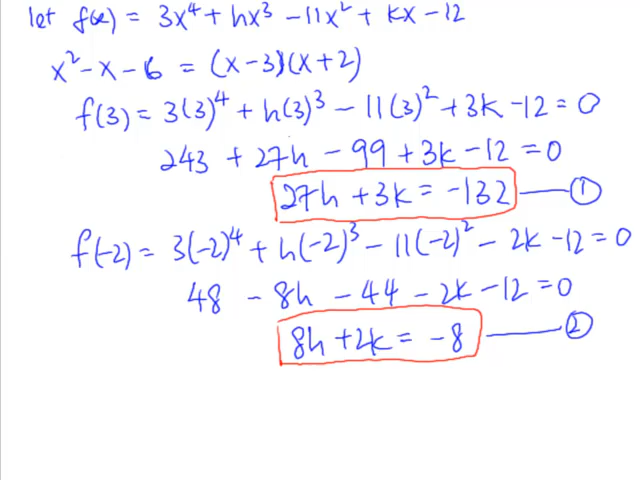 let f(x) = 3x⁴ + hx³ - 11x² + kx - 12
x² - x - 6 = (x - 3)(x + 2)
f(3) = 3(3)⁴ + h(3)³ - 11(3)² + 3k - 12 = 0
243 + 27h - 99 + 3k - 12 = 0
27h + 3k = -132 —— ①
f(-2) = 3(-2)⁴ + h(-2)³ - 11(-2)² - 2k - 12 = 0
48 - 8h - 44 - 2k - 12 = 0
8h + 2k = -8 —— ②